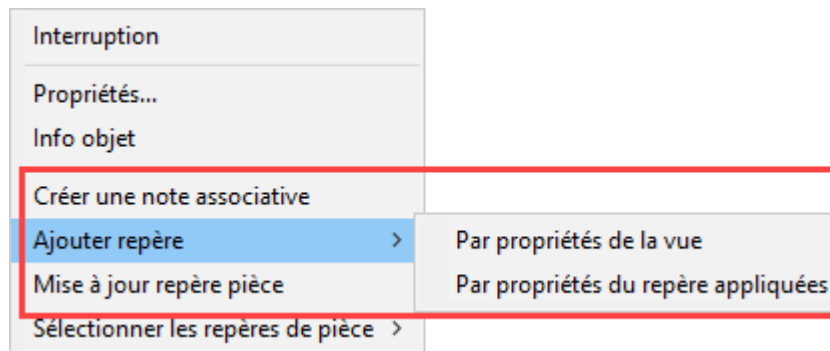 Interruption
Propriétés...
Info objet
Créer une note associative
Ajouter repère >
Par propriétés de la vue
Mise à jour repère pièce
Par propriétés du repère appliquées
Sélectionner les repères de pièce >